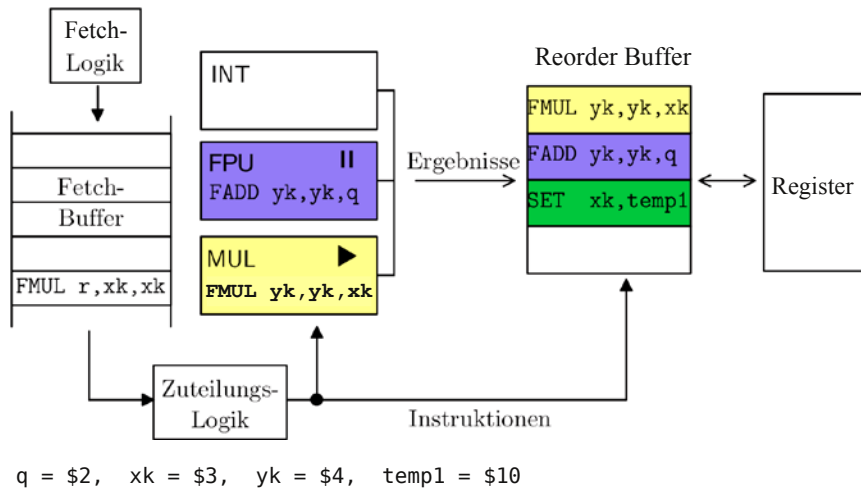 Fetch-
Logik
INT
Reorder Buffer
FMUL yk,yk,xk
FPU
FADD yk,yk,q
Ergebnisse
FADD yk,yk,q
Fetch-
Buffer
SET xk,temp1
Register
MUL
FMUL yk,yk,xk
FMUL r,xk,xk
Zuteilungs-
Logik
Instruktionen
q = $2, xk = $3, yk = $4, temp1 = $10